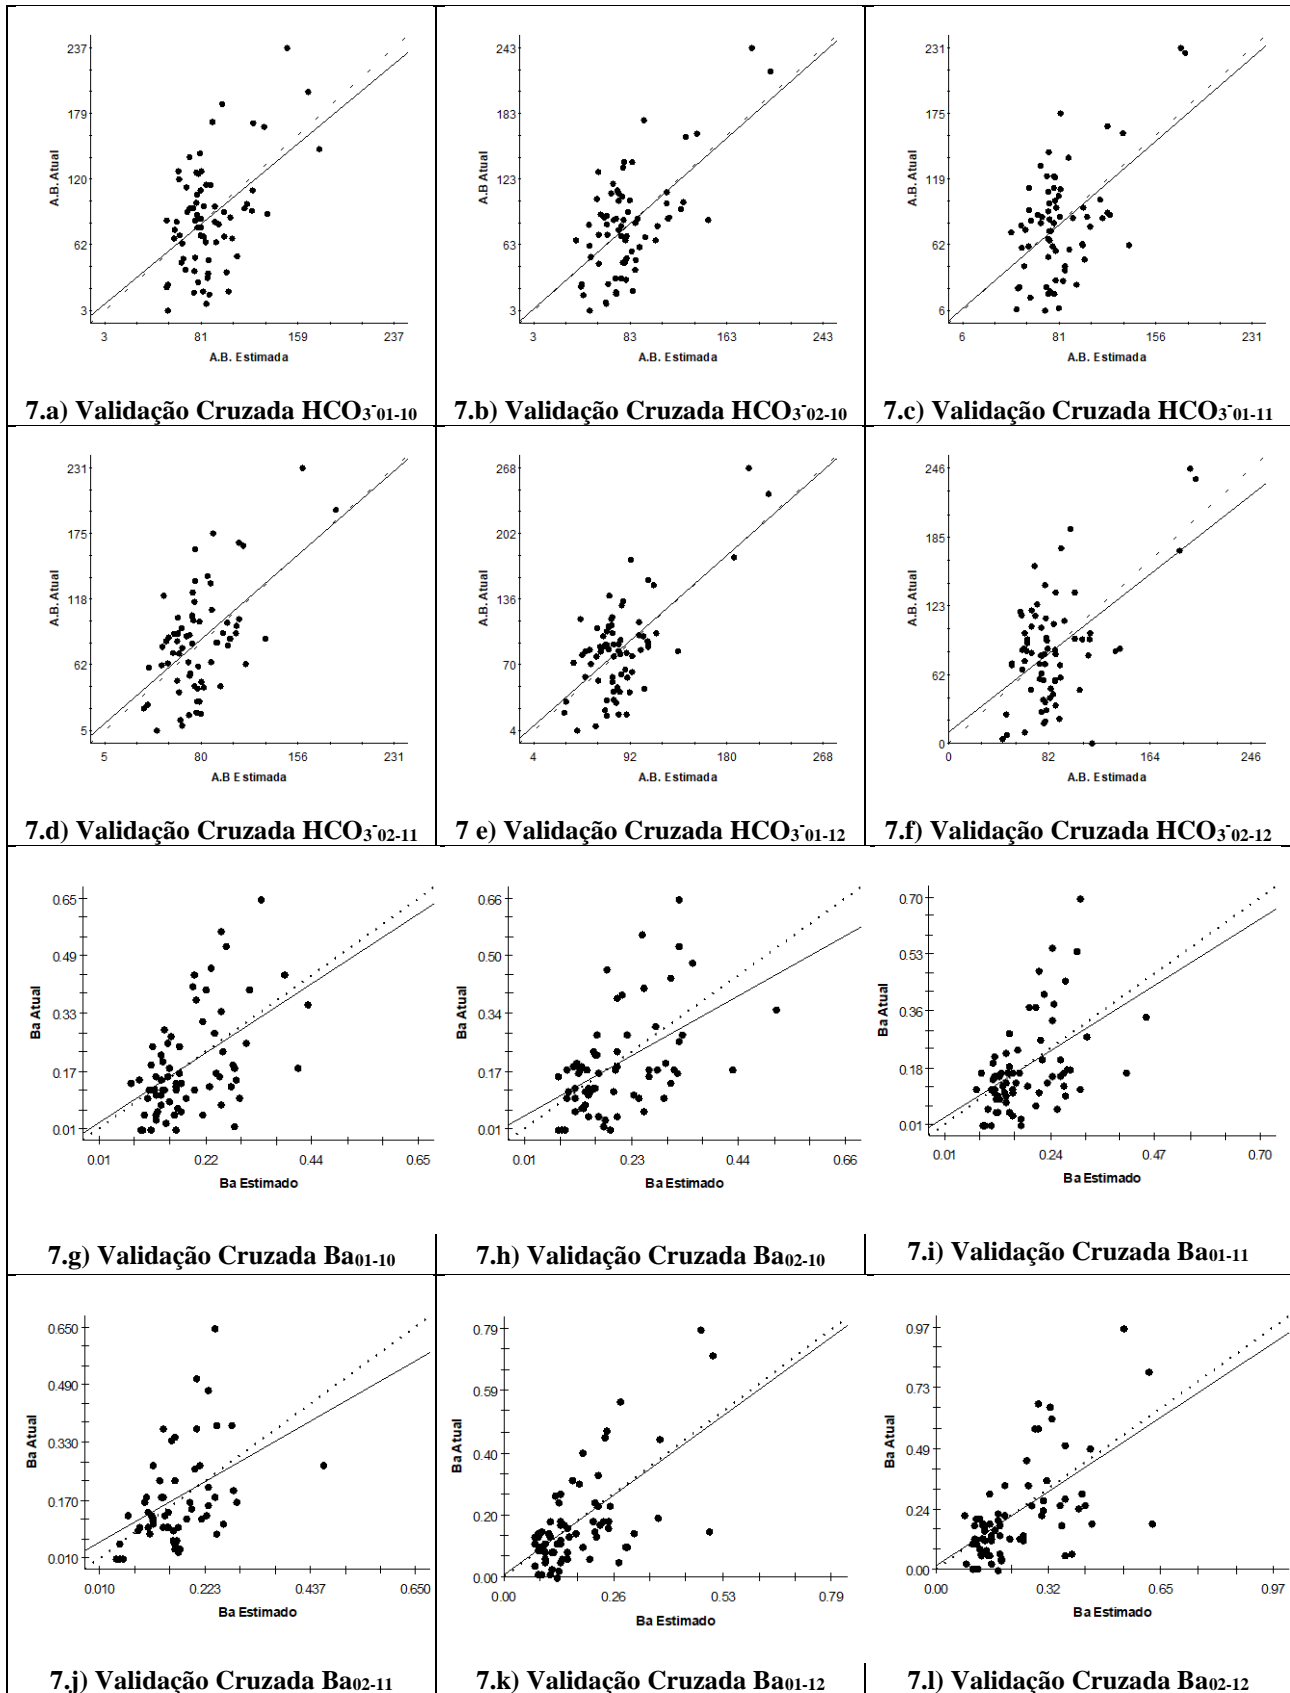 237
179
120
62
3
A.B. Atual
3 81 159 237
A.B. Estimada
7.a) Validação Cruzada HCO₃⁻01-10
243
183
123
63
3
A.B. Atual
3 83 163 243
A.B. Estimada
7.b) Validação Cruzada HCO₃⁻02-10
231
175
119
62
6
A.B. Atual
6 81 156 231
A.B. Estimada
7.c) Validação Cruzada HCO₃⁻01-11
231
175
118
62
5
A.B. Atual
5 80 156 231
A.B Estimada
7.d) Validação Cruzada HCO₃⁻02-11
268
202
136
70
4
A.B. Atual
4 92 180 268
A.B. Estimada
7 e) Validação Cruzada HCO₃⁻01-12
246
185
123
62
0
A.B. Atual
0 82 164 246
A.B. Estimada
7.f) Validação Cruzada HCO₃⁻02-12
0.65
0.49
0.33
0.17
0.01
Ba Atual
0.01 0.22 0.44 0.65
Ba Estimado
7.g) Validação Cruzada Ba01-10
0.66
0.50
0.34
0.17
0.01
Ba Atual
0.01 0.23 0.44 0.66
Ba Estimado
7.h) Validação Cruzada Ba02-10
0.70
0.53
0.36
0.18
0.01
Ba Atual
0.01 0.24 0.47 0.70
Ba Estimado
7.i) Validação Cruzada Ba01-11
0.650
0.490
0.330
0.170
0.010
Ba Atual
0.010 0.223 0.437 0.650
Ba Estimado
7.j) Validação Cruzada Ba02-11
0.79
0.59
0.40
0.20
0.00
Ba Atual
0.00 0.26 0.53 0.79
Ba Estimado
7.k) Validação Cruzada Ba01-12
0.97
0.73
0.49
0.24
0.00
Ba Atual
0.00 0.32 0.65 0.97
Ba Estimado
7.l) Validação Cruzada Ba02-12